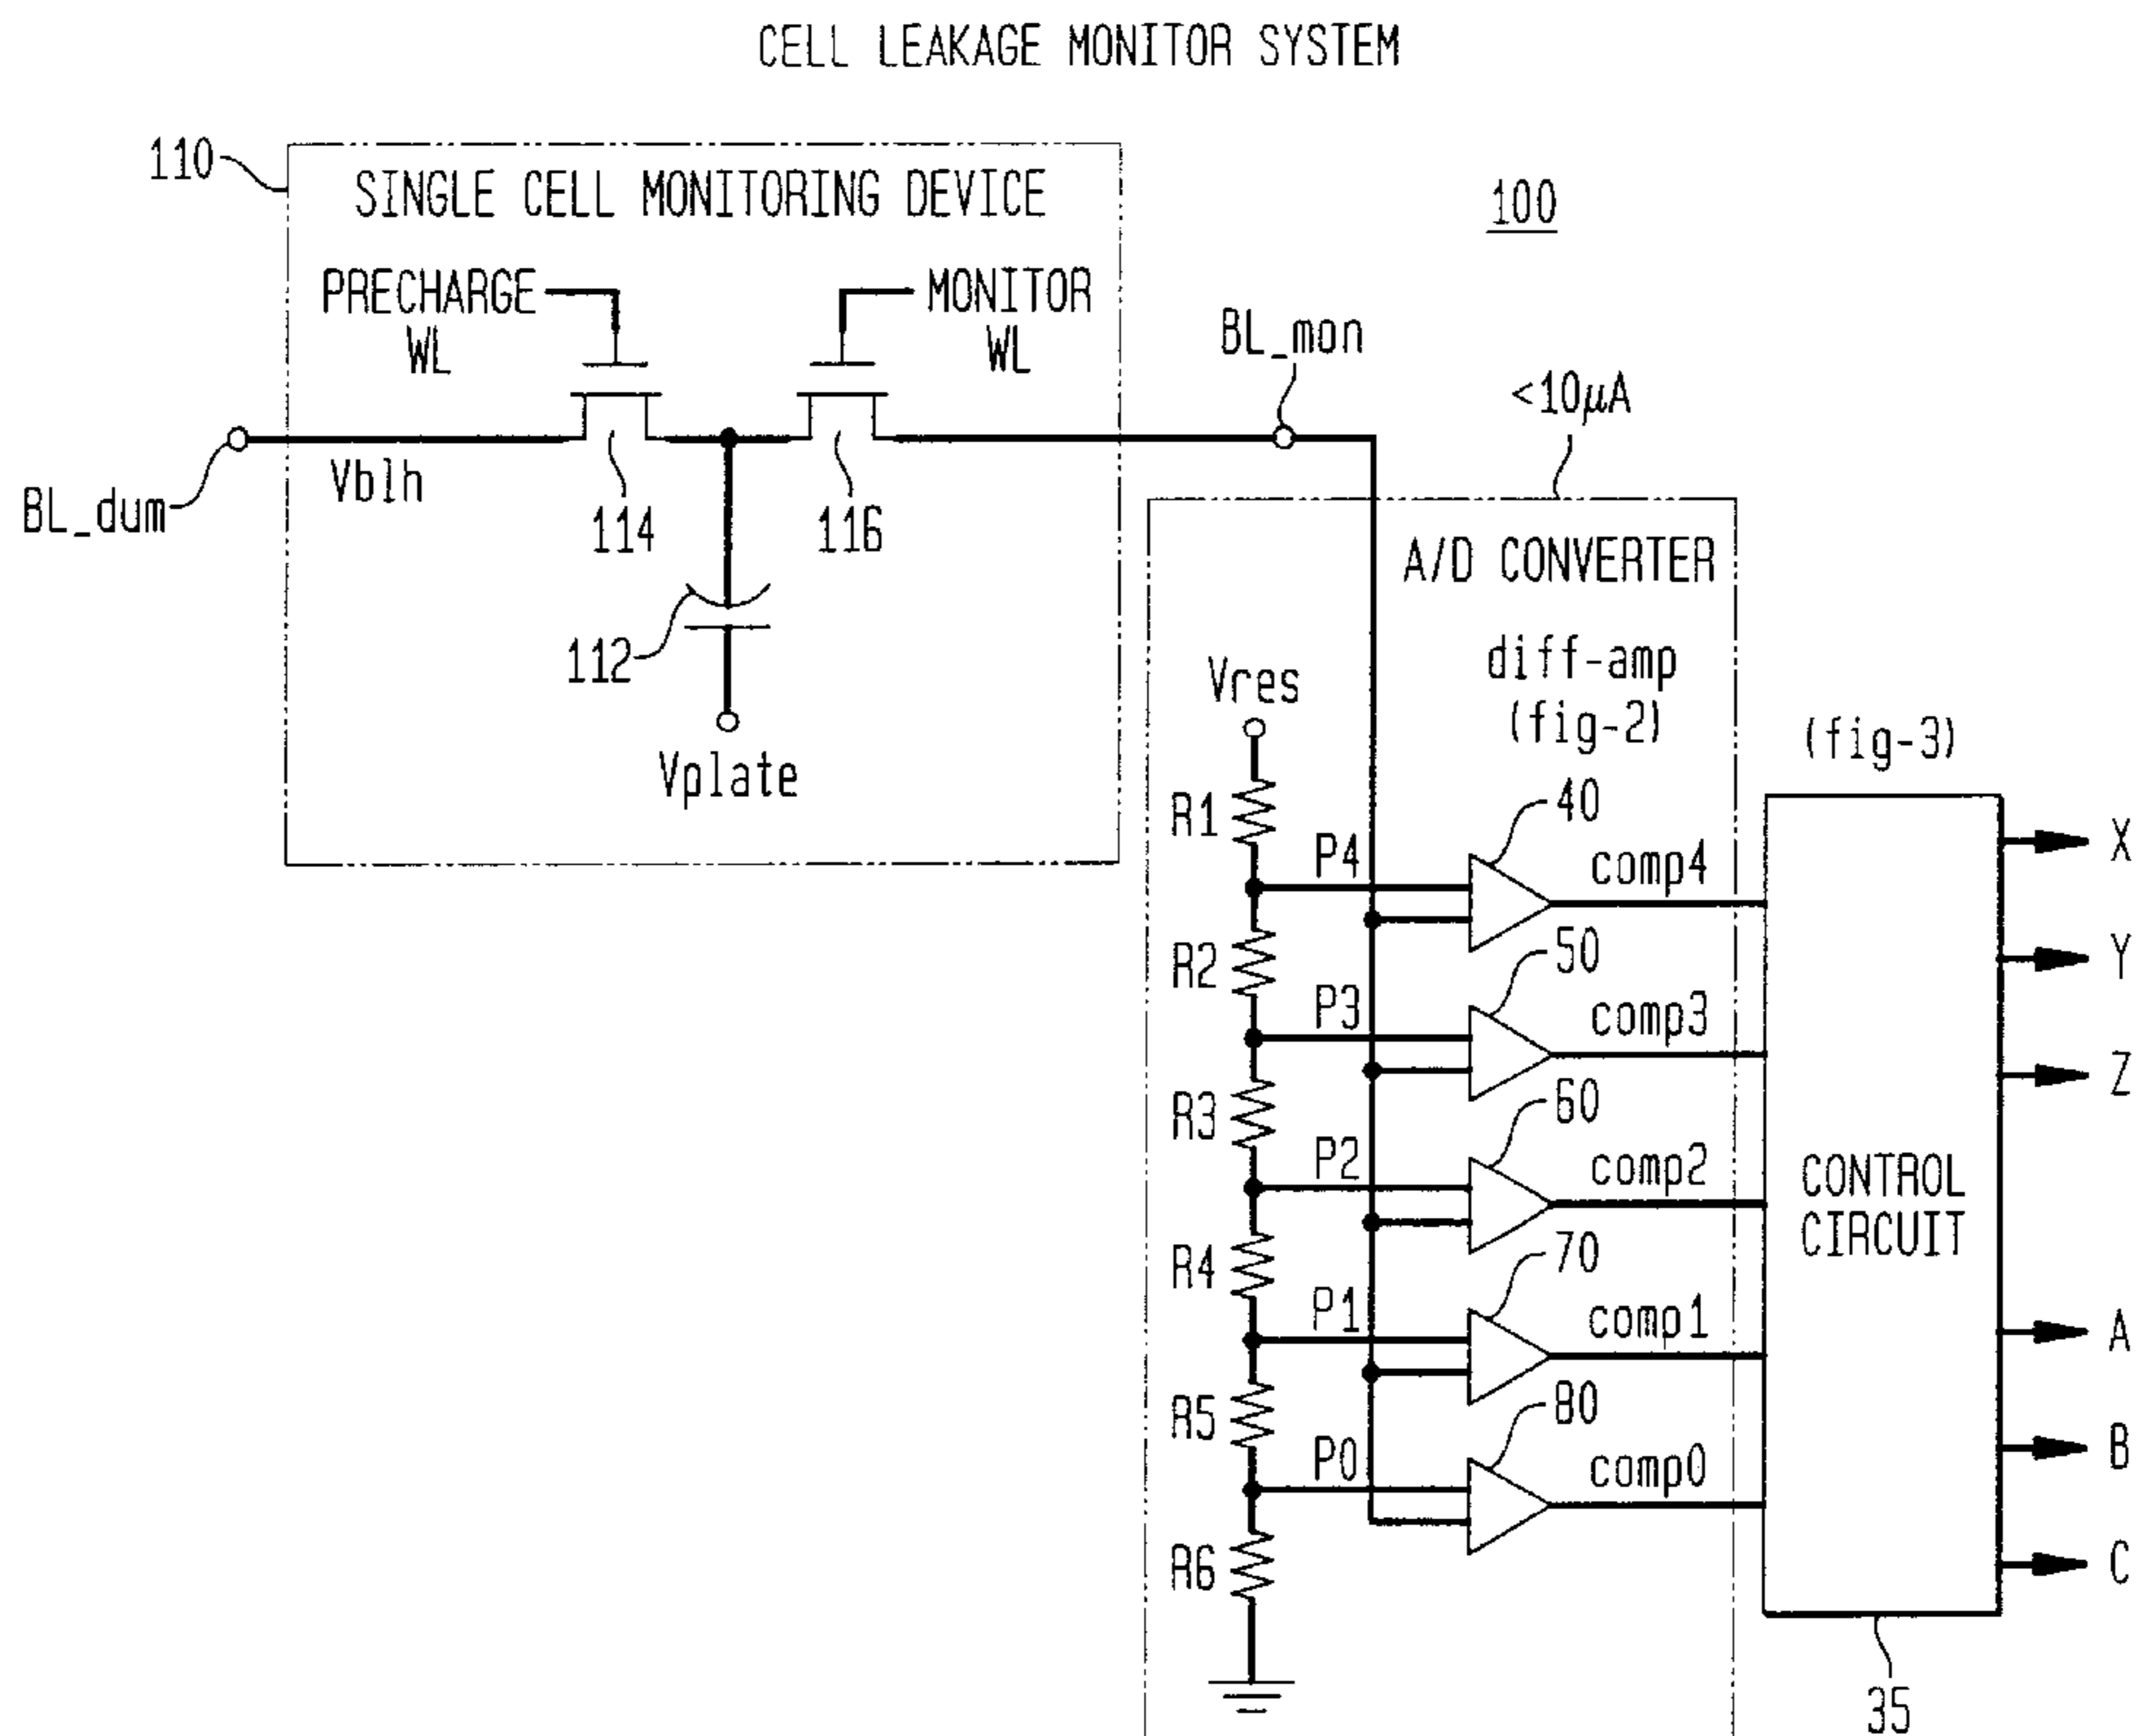 CELL LEAKAGE MONITOR SYSTEM
110
SINGLE CELL MONITORING DEVICE
100
PRECHARGE
WL
MONITOR
WL
BL_mon
<10μA
BL_dum
Vblh
114
116
A/D CONVERTER
112
diff-amp
(fig-2)
Vres
(fig-3)
Vplate
R1
P4
40
comp4
X
R2
50
Y
P3
comp3
R3
60
Z
P2
comp2
CONTROL
CIRCUIT
R4
70
P1
comp1
A
R5
80
P0
comp0
B
R6
C
35